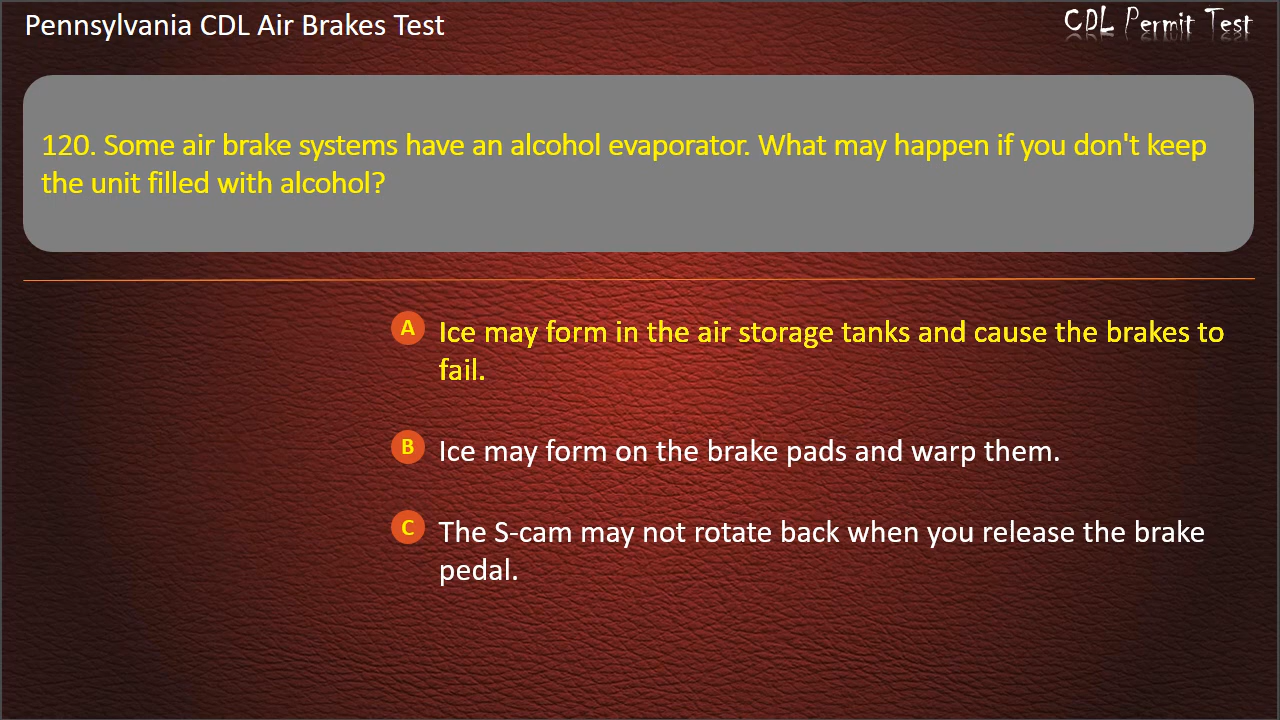 Pennsylvania CDL Air Brakes Test
CDL Permit Test
120. Some air brake systems have an alcohol evaporator. What may happen if you don't keep
the unit filled with alcohol?
A Ice may form in the air storage tanks and cause the brakes to
fail.
B Ice may form on the brake pads and warp them.
C The S-cam may not rotate back when you release the brake
pedal.